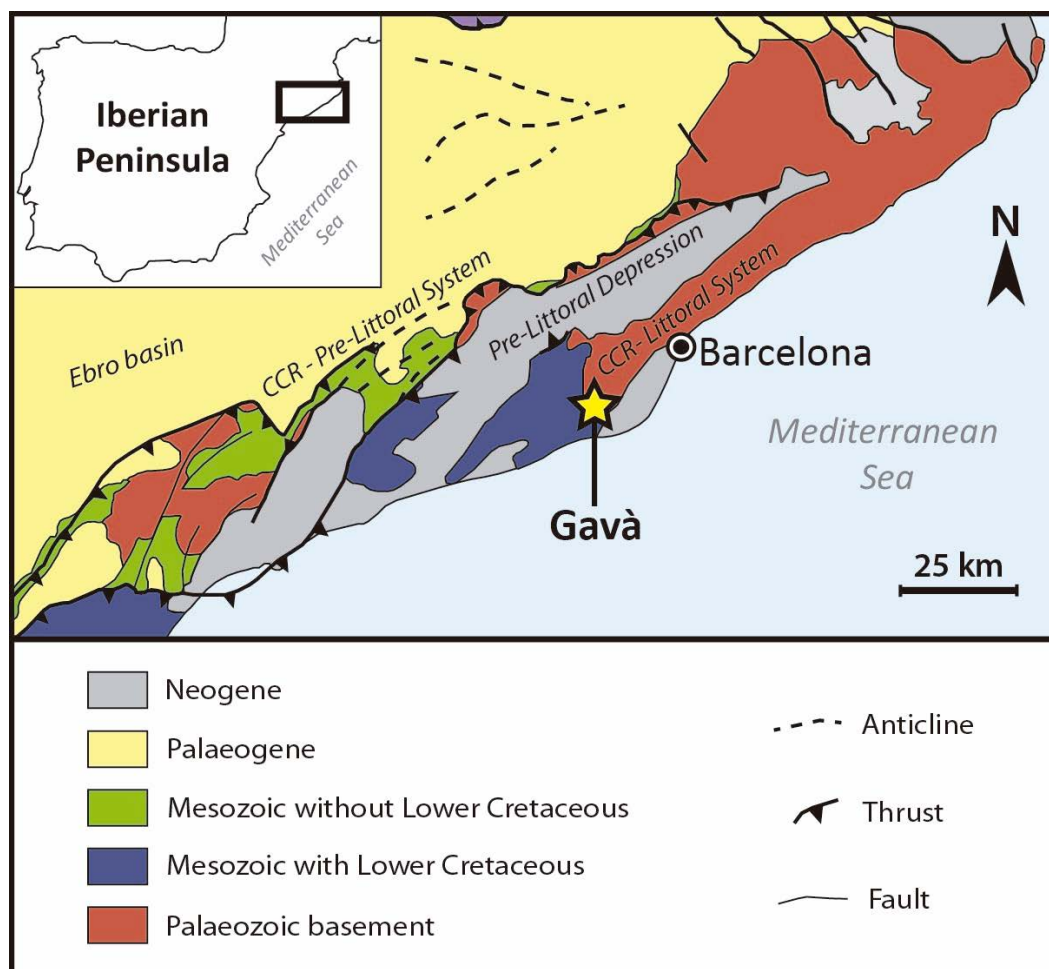 Iberian
Peninsula
Mediterranean
Sea
N
CCR - Pre-Littoral System
Pre-Littoral Depression
CCR- Littoral System
Ebro basin
Barcelona
Mediterranean
Sea
Gavà
25 km
Neogene
Palaeogene
Mesozoic without Lower Cretaceous
Mesozoic with Lower Cretaceous
Palaeozoic basement
Anticline
Thrust
Fault